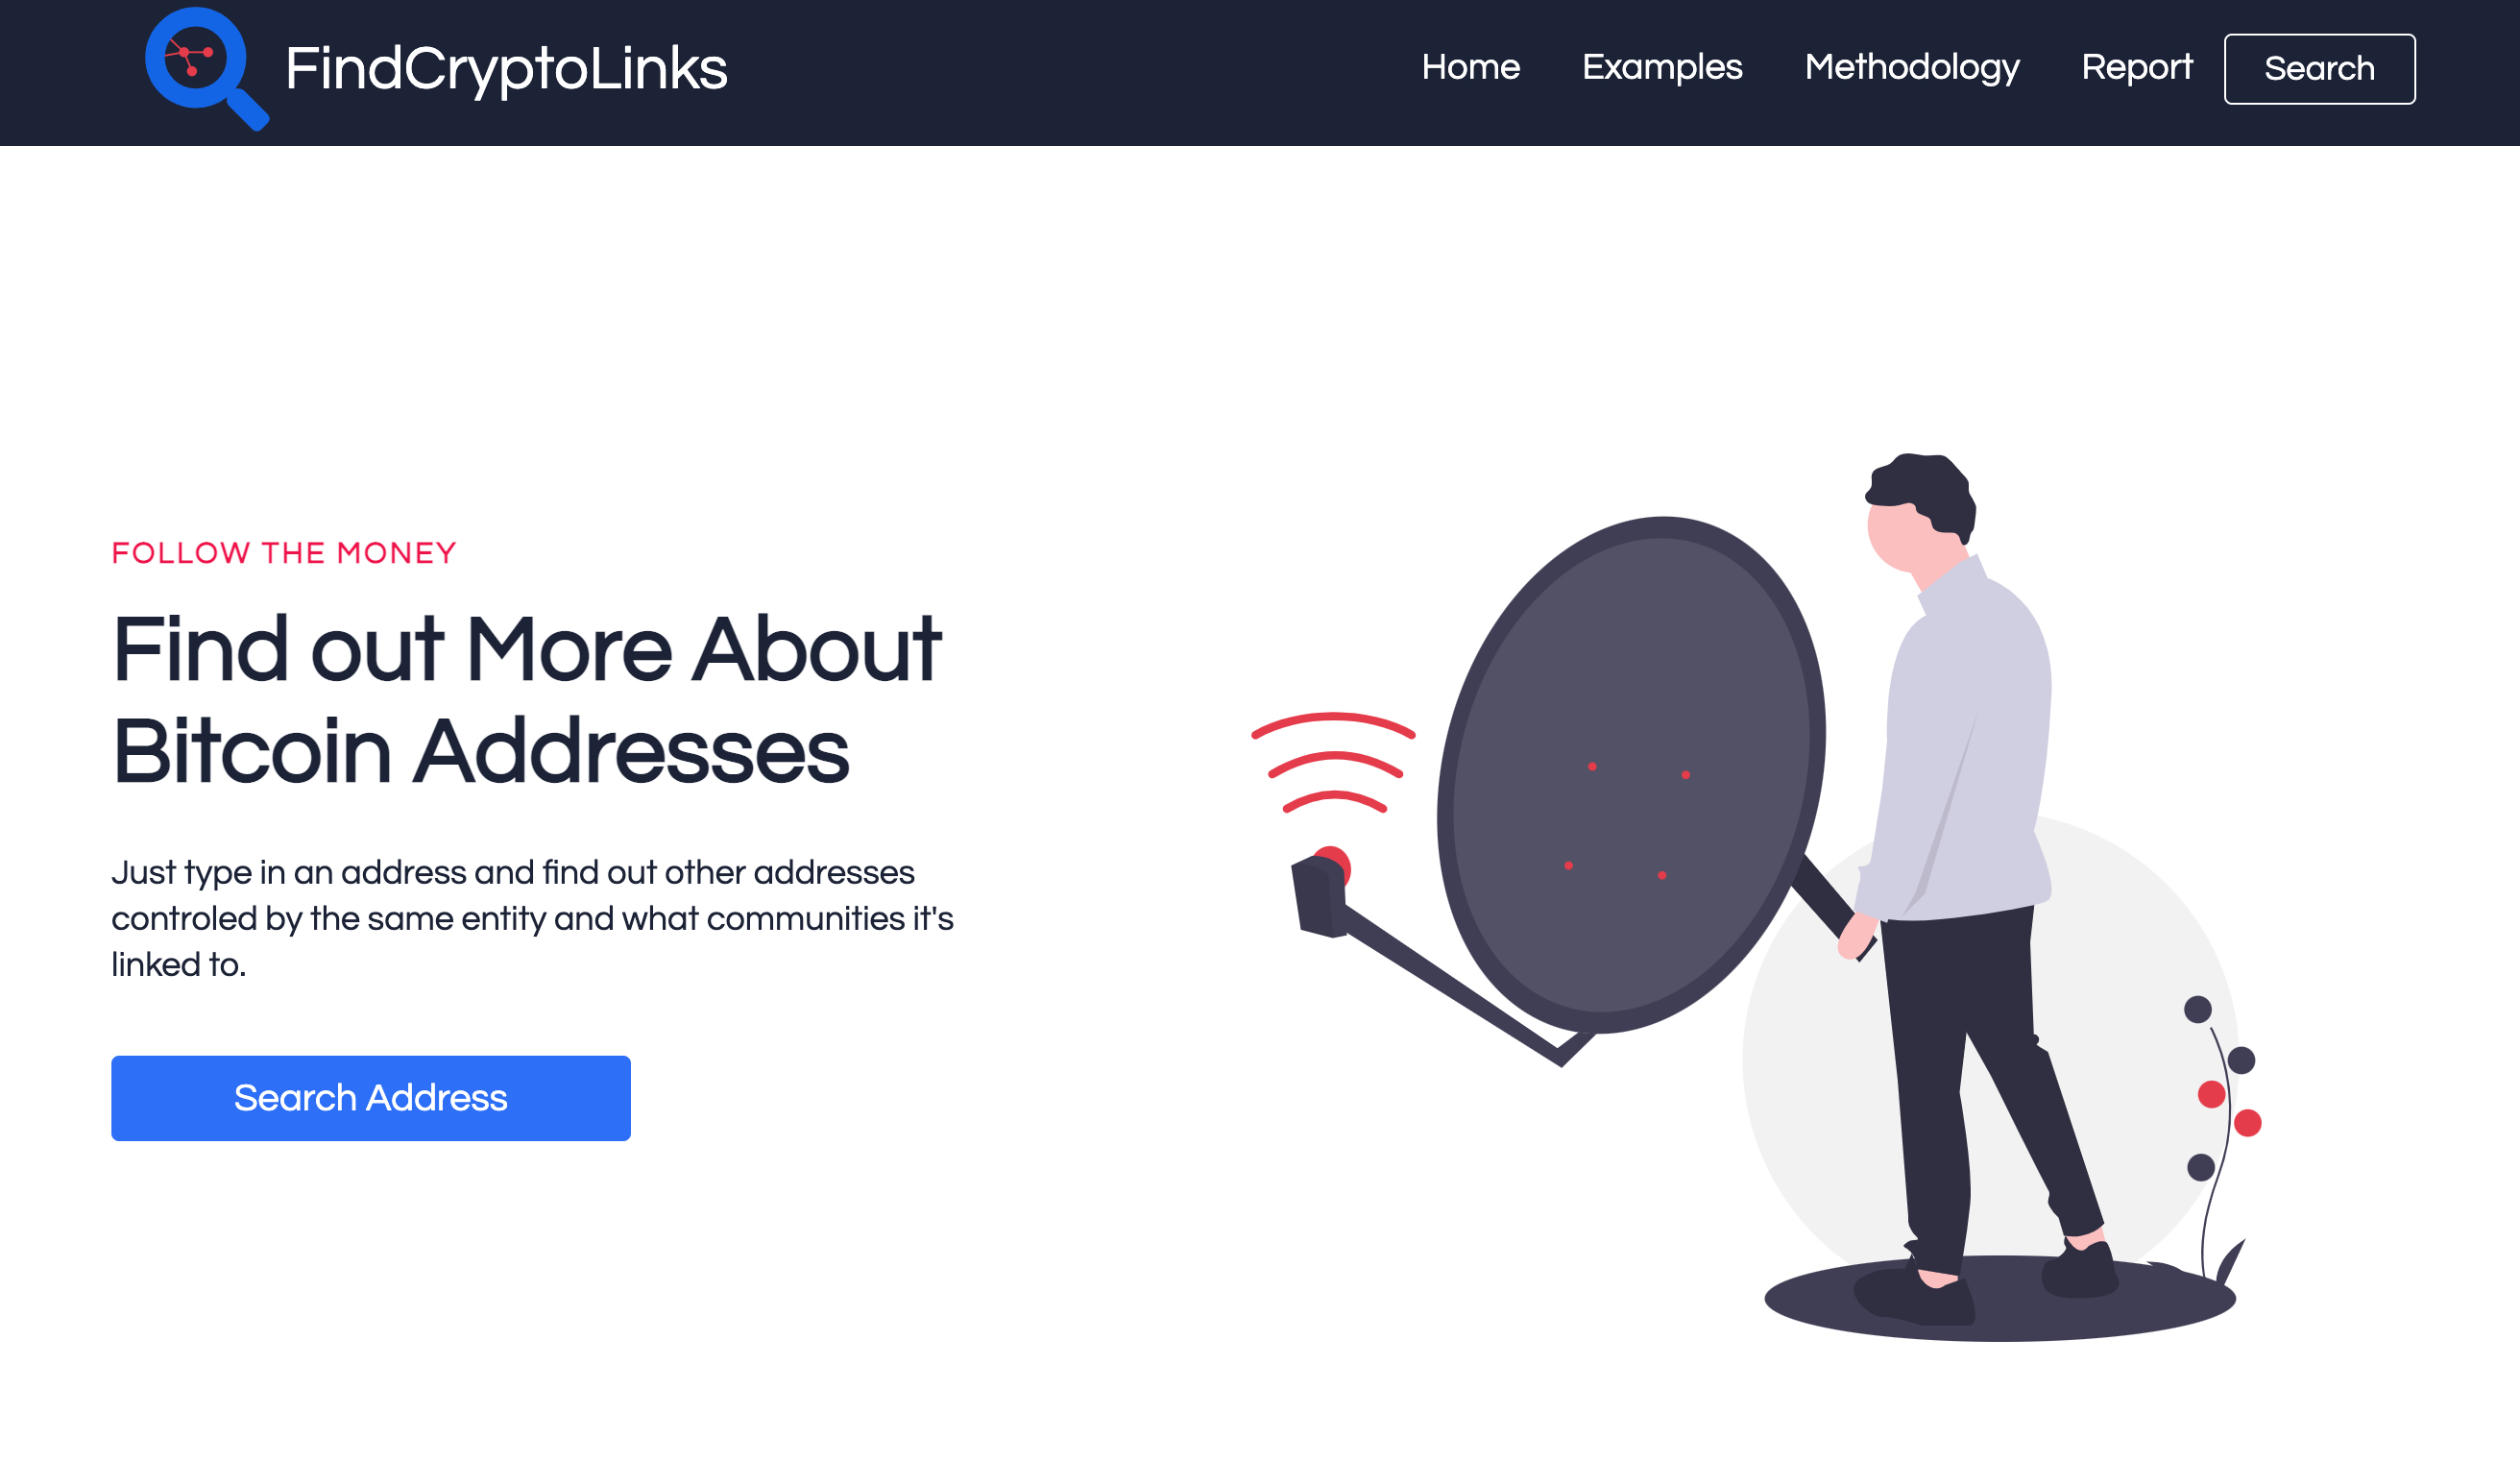 FindCryptoLinks
Home Examples Methodology Report Search
FOLLOW THE MONEY
Find out More About
Bitcoin Addresses
Just type in an address and find out other addresses
controled by the same entity and what communities it's
linked to.
Search Address